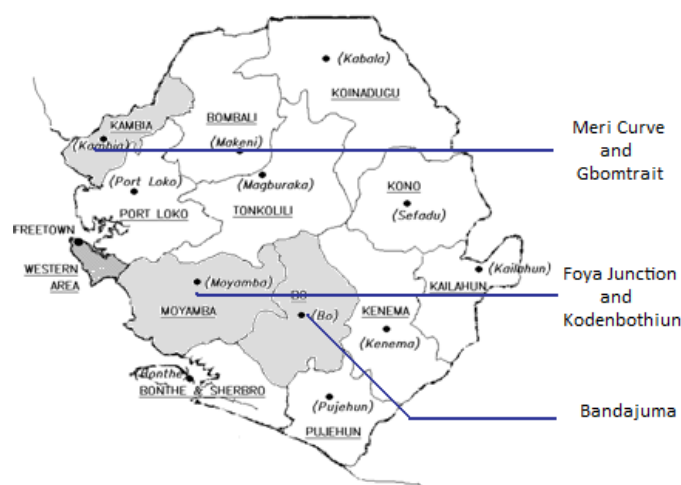 (Kabala)
KOINADUGU
BOMBALI
KAMBIA
(Kambia)
(Makeni)
Meri Curve
and
Gbomtrait
(Port Loko)
PORT LOKO
(Magburaka)
TONKOLILI
KONO
(Sefadu)
FREETOWN
WESTERN
AREA
(Moyamba)
MOYAMBA
BO
(Bo)
(Kailahun)
KAILAHUN
Foya Junction
and
Kodenbothiun
KENEMA
(Kenema)
(Bonthe)
BONTHE & SHERBRO
(Pujehun)
PUJEHUN
Bandajuma